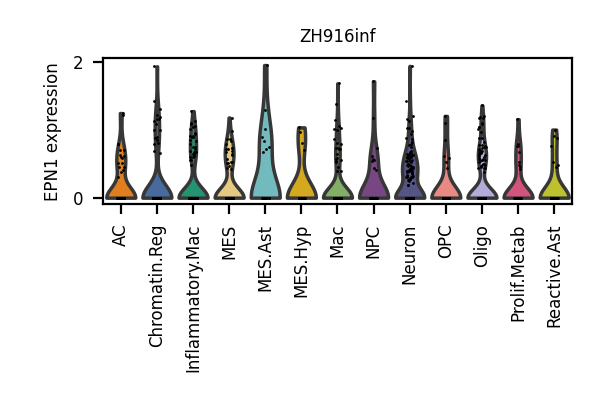 ZH916inf
EPN1 expression
2
0
AC
Chromatin.Reg
Inflammatory.Mac
MES
MES.Ast
MES.Hyp
Mac
NPC
Neuron
OPC
Oligo
Prolif.Metab
Reactive.Ast